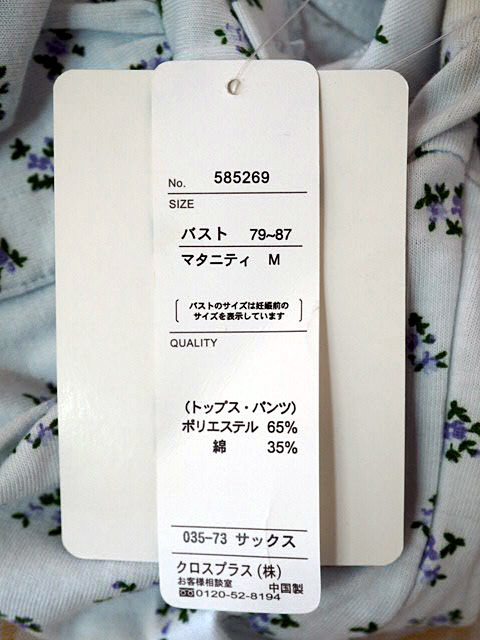 No. 585269
SIZE
バスト 79~87
マタニティ M
バストのサイズは妊娠前の
サイズを表示しています
QUALITY
(トップス・パンツ)
ポリエステル 65%
綿 35%
035-73 サックス
クロスプラス(株)
お客様相談室 中国製
0120-52-8194